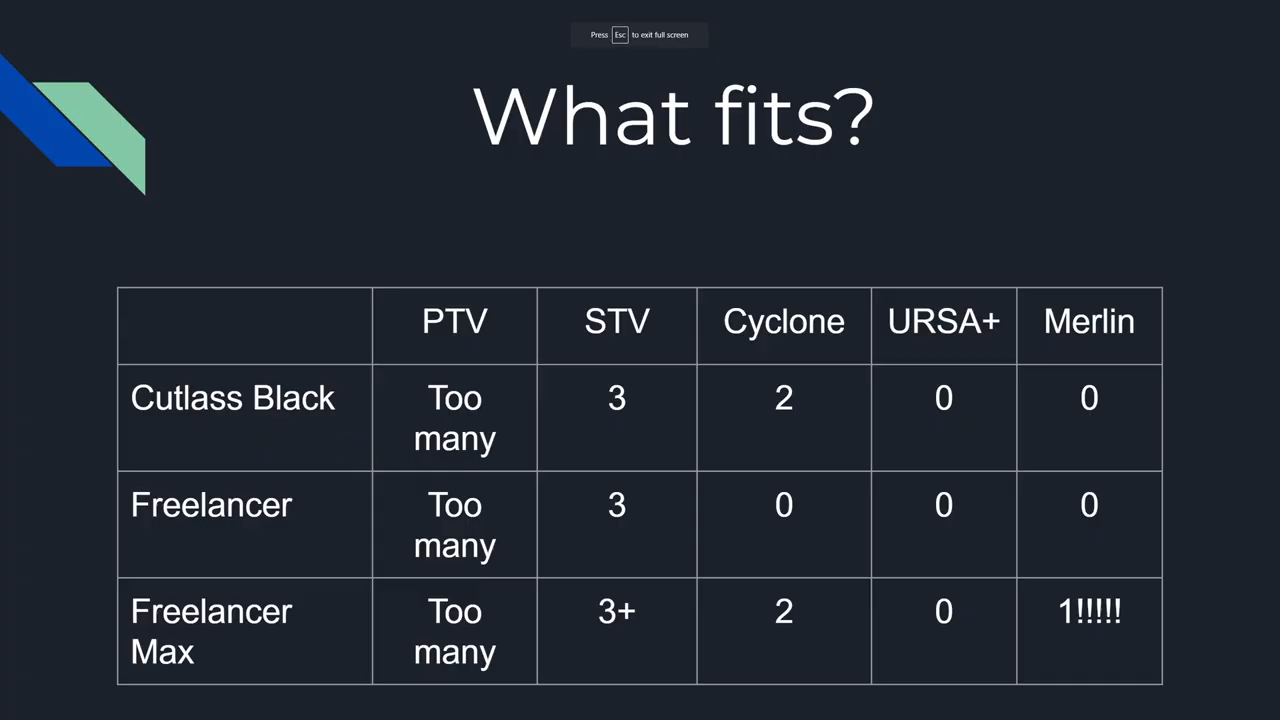 Press Esc to exit full screen
What fits?
PTV STV Cyclone URSA+ Merlin
Cutlass Black Too many 3 2 0 0
Freelancer Too many 3 0 0 0
Freelancer Max Too many 3+ 2 0 1!!!!!